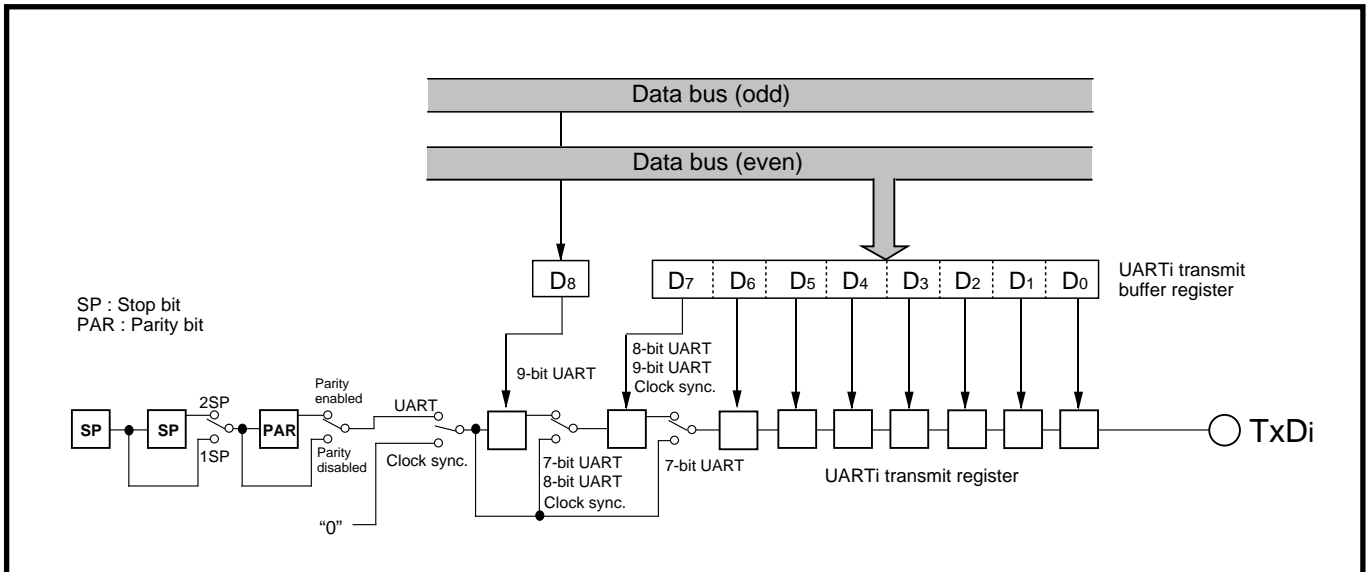 Data bus (odd)
Data bus (even)
D8
D7 D6 D5 D4 D3 D2 D1 D0
UARTi transmit
buffer register
SP : Stop bit
PAR : Parity bit
8-bit UART
9-bit UART
Clock sync.
9-bit UART
Parity
enabled
2SP
UART
SP
SP
PAR
TxDi
1SP
Parity
disabled
Clock sync.
7-bit UART
8-bit UART
Clock sync.
7-bit UART
UARTi transmit register
“0”